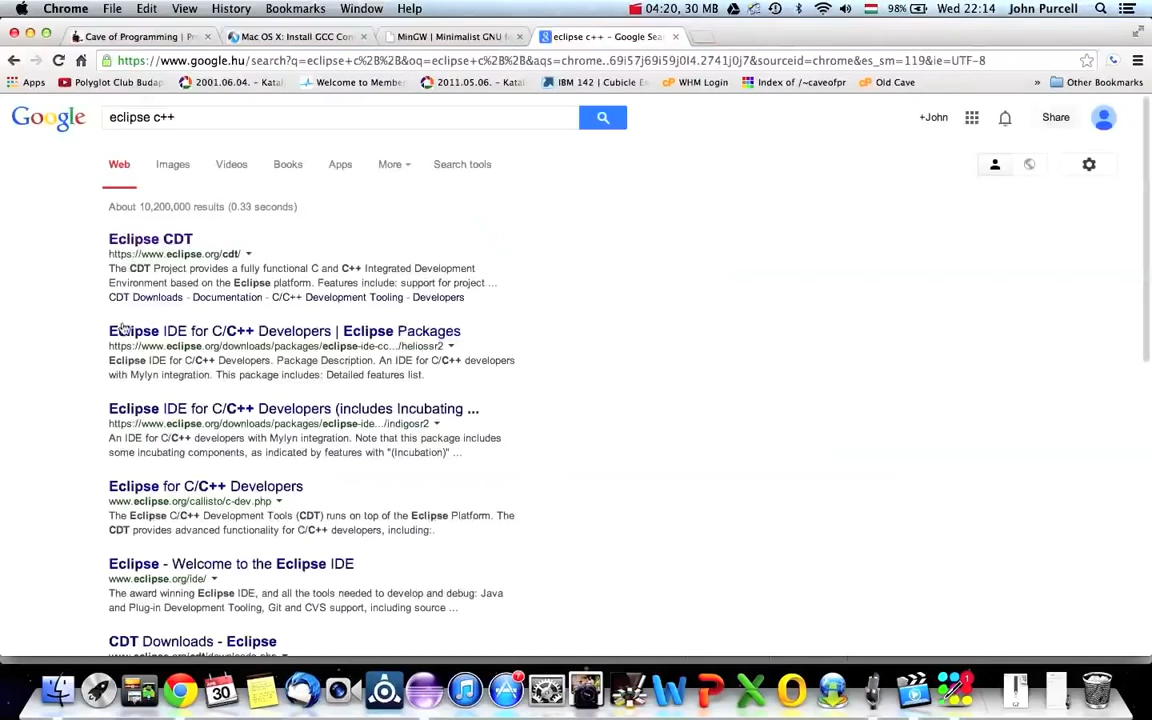 Chrome File Edit View History Bookmarks Window Help 04:20, 30 MB 98% Wed 22:14 John Purcell
Cave of Programming | Pr Mac OS X: Install GCC Com MinGW | Minimalist GNU f eclipse c++ - Google Sea
https://www.google.hu/search?q=eclipse+c%2B%2B&oq=eclipse+c%2B%2B&aqs=chrome..69i57j69i59j0l4.2741j0j7&sourceid=chrome&es_sm=119&ie=UTF-8
Apps Polyglot Club Budap 2001.06.04. - Katal Welcome to Member 2011.05.06. - Katal IBM 142 | Cubicle E WHM Login Index of /caveofpr Old Cave » Other Bookmarks
Google eclipse c++ +John Share
Web Images Videos Books Apps More Search tools
About 10,200,000 results (0.33 seconds)
Eclipse CDT
https://www.eclipse.org/cdt/
The CDT Project provides a fully functional C and C++ Integrated Development
Environment based on the Eclipse platform. Features include: support for project ...
CDT Downloads - Documentation - C/C++ Development Tooling - Developers
Eclipse IDE for C/C++ Developers | Eclipse Packages
https://www.eclipse.org/downloads/packages/eclipse-ide-cc.../heliossr2
Eclipse IDE for C/C++ Developers. Package Description. An IDE for C/C++ developers
with Mylyn integration. This package includes: Detailed features list.
Eclipse IDE for C/C++ Developers (includes Incubating ...
https://www.eclipse.org/downloads/packages/eclipse-ide.../indigosr2
An IDE for C/C++ developers with Mylyn integration. Note that this package includes
some incubating components, as indicated by features with "(Incubation)" ...
Eclipse for C/C++ Developers
www.eclipse.org/callisto/c-dev.php
The Eclipse C/C++ Development Tools (CDT) runs on top of the Eclipse Platform. The
CDT provides advanced functionality for C/C++ developers, including:.
Eclipse - Welcome to the Eclipse IDE
www.eclipse.org/ide/
The award winning Eclipse IDE, and all the tools needed to develop and debug: Java
and Plug-in Development Tooling, Git and CVS support, including source ...
CDT Downloads - Eclipse
30